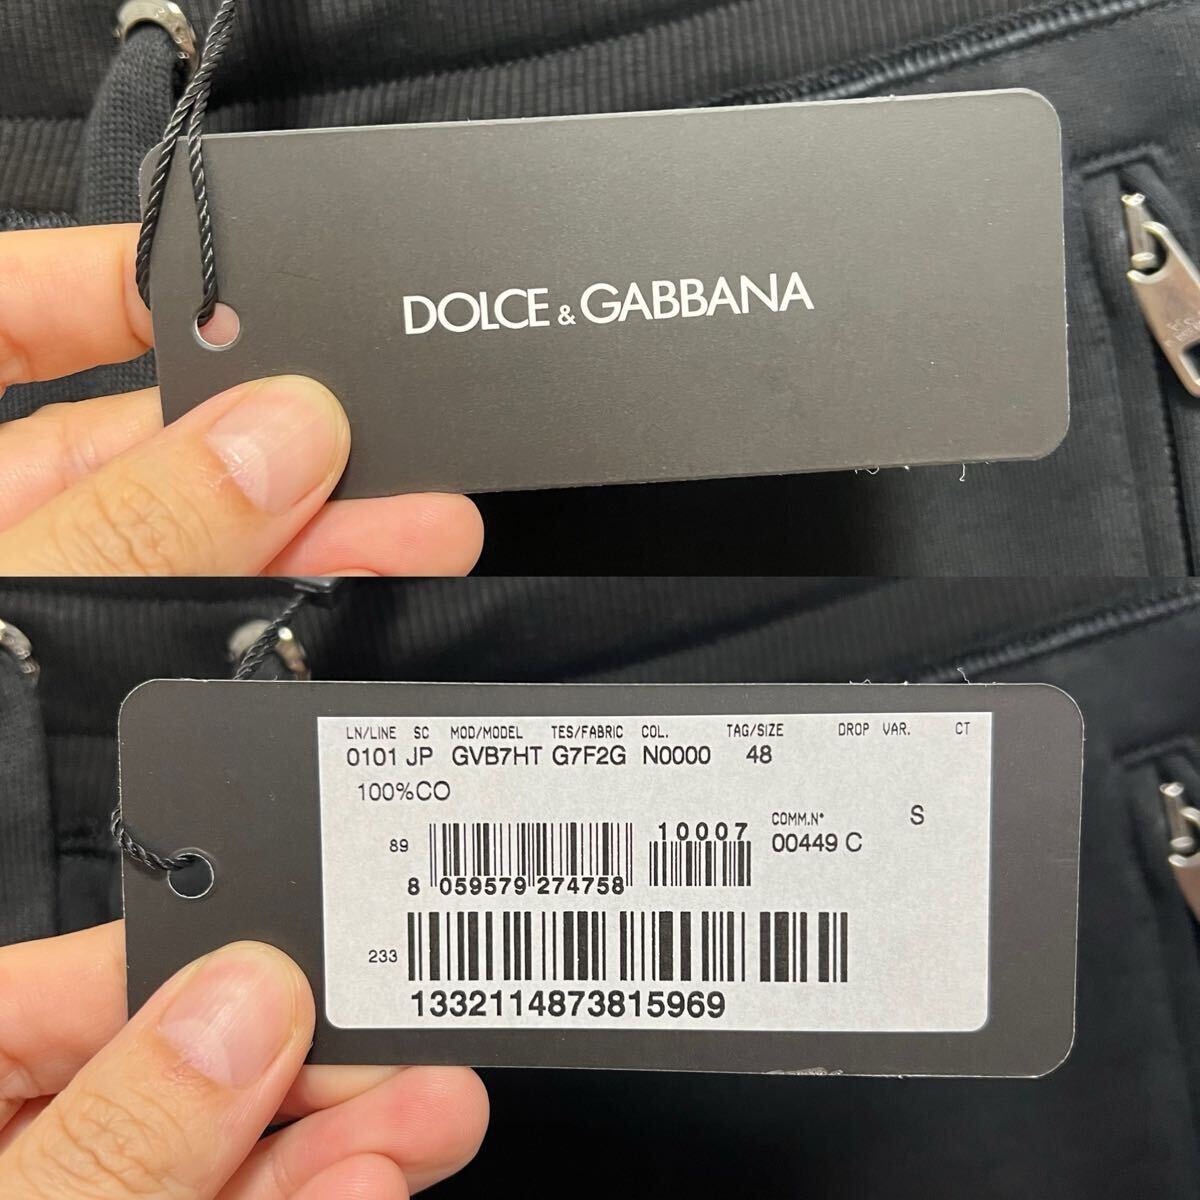 DOLCE & GABBANA
LN/LINE SC MOD/MODEL TES/FABRIC COL. TAG/SIZE DROP VAR. CT
0101 JP GVB7HT G7F2G N0000 48
100%CO
S
COMM.N°
10007
00449 C
89
8 059579 274758
233
1332114873815969